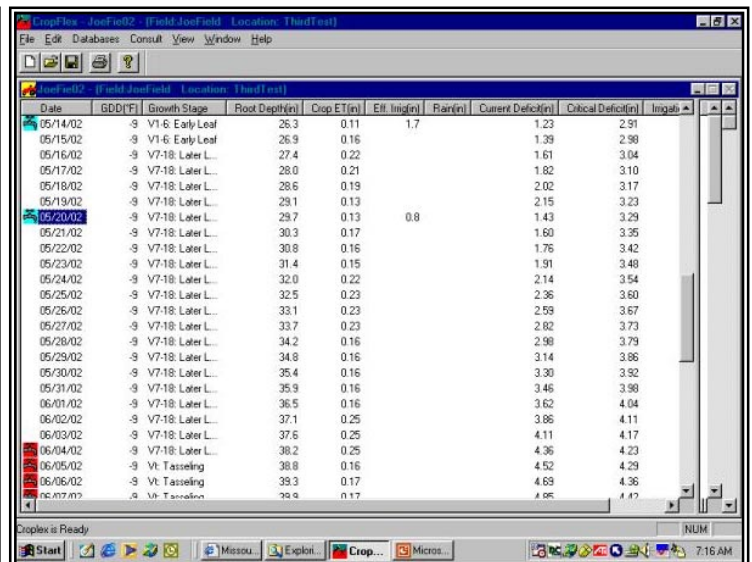 CropFlex - JoeFie02 - (Field:JoeField Location: ThirdTest)
File Edit Databases Consult View Window Help
JoeFie02 - (Field:JoeField Location: ThirdTest)
Date GDD(°F) Growth Stage Root Depth(in) Crop ET(in) Eff. Irrig(in) Rain(in) Current Deficit(in) Critical Deficit(in) Irrigati
05/14/02 -9 V1-6: Early Leaf 26.3 0.11 1.7 1.23 2.91
05/15/02 -9 V1-6: Early Leaf 26.9 0.16 1.39 2.98
05/16/02 -9 V7-18: Later L... 27.4 0.22 1.61 3.04
05/17/02 -9 V7-18: Later L... 28.0 0.21 1.82 3.10
05/18/02 -9 V7-18: Later L... 28.6 0.19 2.02 3.17
05/19/02 -9 V7-18: Later L... 29.1 0.13 2.15 3.23
05/20/02 -9 V7-18: Later L... 29.7 0.13 0.8 1.43 3.29
05/21/02 -9 V7-18: Later L... 30.3 0.17 1.60 3.35
05/22/02 -9 V7-18: Later L... 30.8 0.16 1.76 3.42
05/23/02 -9 V7-18: Later L... 31.4 0.15 1.91 3.48
05/24/02 -9 V7-18: Later L... 32.0 0.22 2.14 3.54
05/25/02 -9 V7-18: Later L... 32.5 0.23 2.36 3.60
05/26/02 -9 V7-18: Later L... 33.1 0.23 2.59 3.67
05/27/02 -9 V7-18: Later L... 33.7 0.23 2.82 3.73
05/28/02 -9 V7-18: Later L... 34.2 0.16 2.98 3.79
05/29/02 -9 V7-18: Later L... 34.8 0.16 3.14 3.86
05/30/02 -9 V7-18: Later L... 35.4 0.16 3.30 3.92
05/31/02 -9 V7-18: Later L... 35.9 0.16 3.46 3.98
06/01/02 -9 V7-18: Later L... 36.5 0.16 3.62 4.04
06/02/02 -9 V7-18: Later L... 37.1 0.25 3.86 4.11
06/03/02 -9 V7-18: Later L... 37.6 0.25 4.11 4.17
06/04/02 -9 V7-18: Later L... 38.2 0.25 4.36 4.23
06/05/02 -9 Vt: Tasseling 38.8 0.16 4.52 4.29
06/06/02 -9 Vt: Tasseling 39.3 0.17 4.69 4.36
06/07/02 -9 Vt: Tasseling 39.9 0.17 4.85 4.42
Croplex is Ready NUM
Start Missou... Explori... Crop... Micros... 7:16 AM